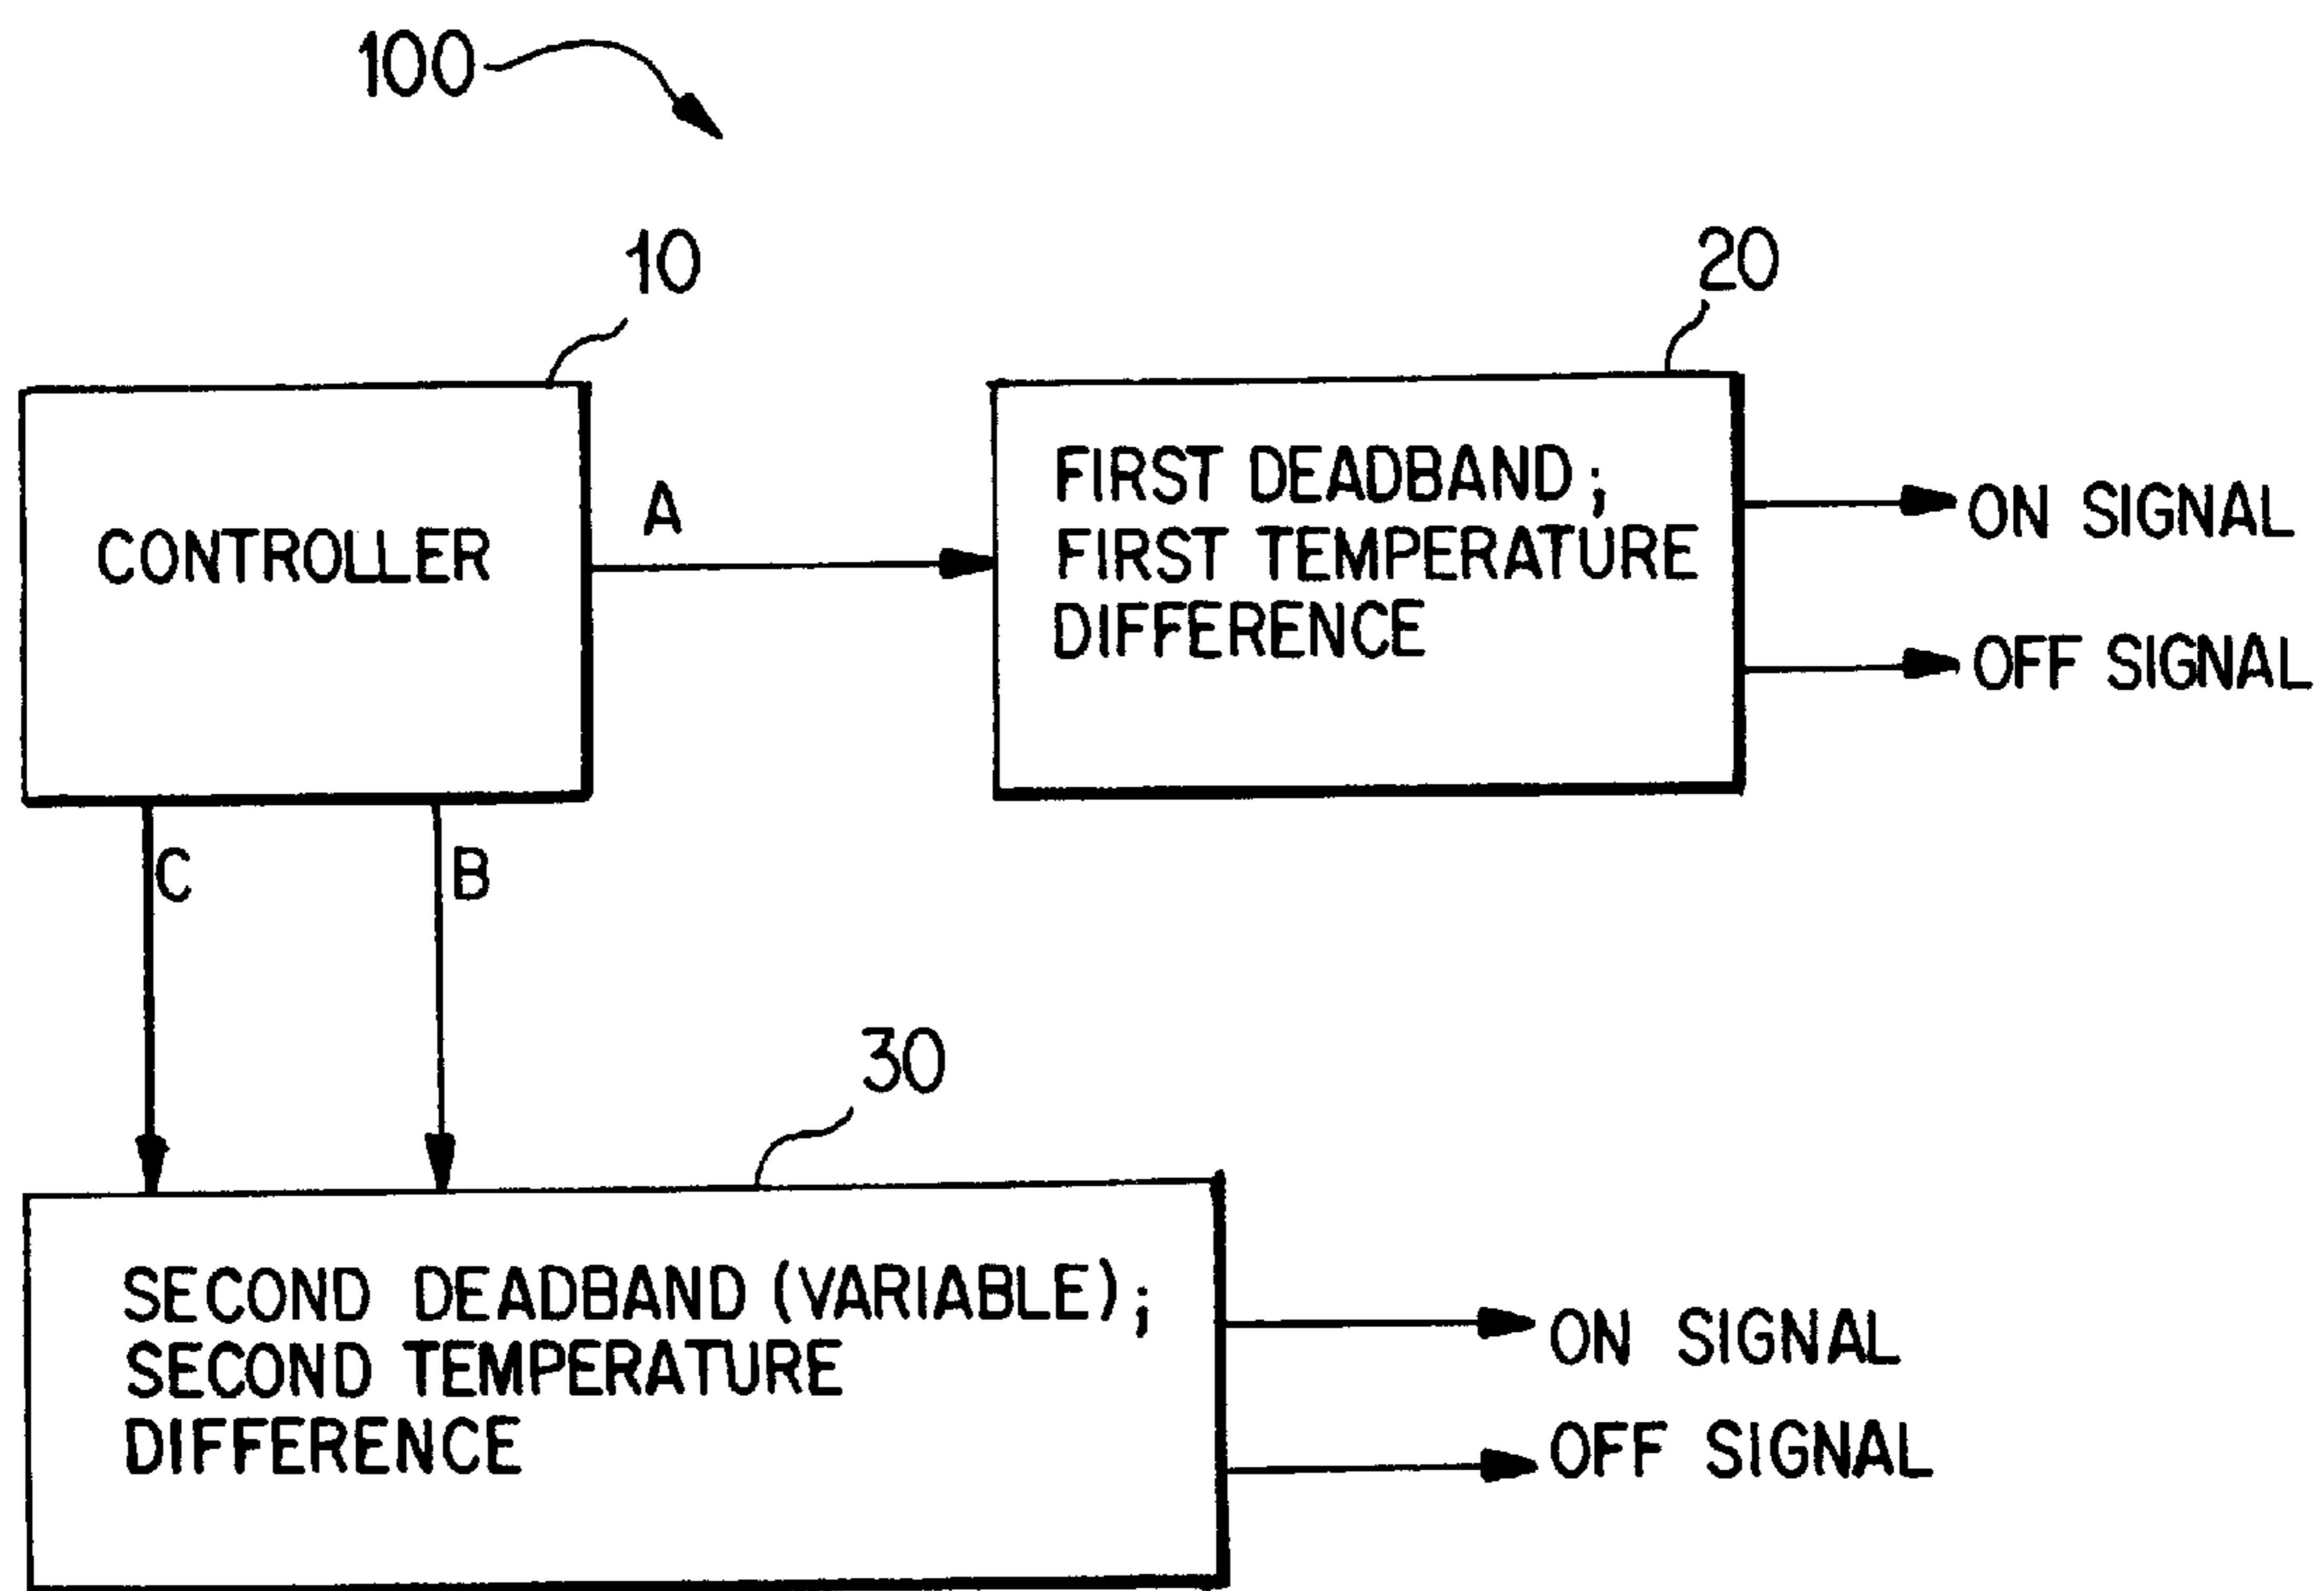 100
10
20
CONTROLLER
A
FIRST DEADBAND;
FIRST TEMPERATURE
DIFFERENCE
ON SIGNAL
OFF SIGNAL
C
B
30
SECOND DEADBAND (VARIABLE);
SECOND TEMPERATURE
DIFFERENCE
ON SIGNAL
OFF SIGNAL